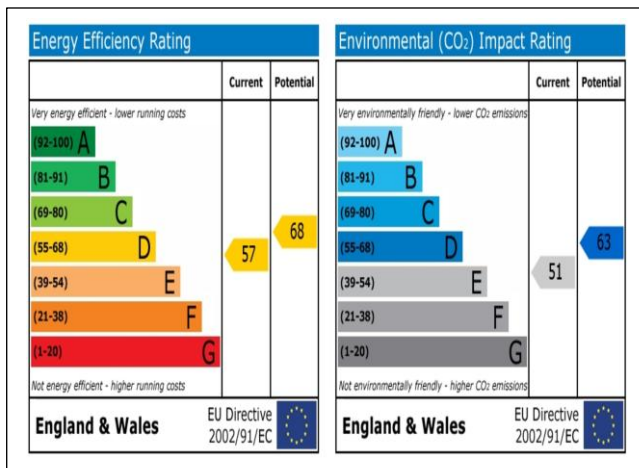 Energy Efficiency Rating
Current Potential
Very energy efficient - lower running costs
(92-100) A
(81-91) B
(69-80) C
(55-68) D
(39-54) E
(21-38) F
(1-20) G
57
68
Not energy efficient - higher running costs
England & Wales
EU Directive
2002/91/EC
Environmental (CO₂) Impact Rating
Current Potential
Very environmentally friendly - lower CO₂ emissions
(92-100) A
(81-91) B
(69-80) C
(55-68) D
(39-54) E
(21-38) F
(1-20) G
51
63
Not environmentally friendly - higher CO₂ emissions
England & Wales
EU Directive
2002/91/EC